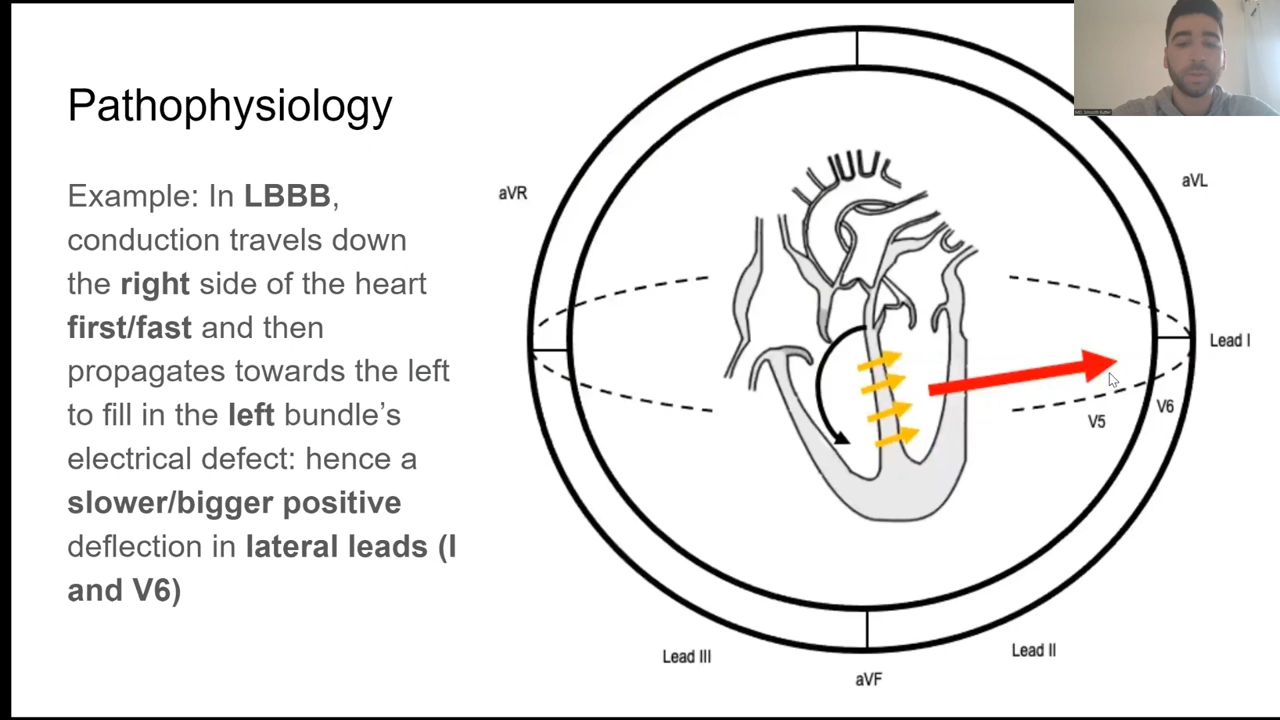 Pathophysiology
Example: In LBBB,
conduction travels down
the right side of the heart
first/fast and then
propagates towards the left
to fill in the left bundle's
electrical defect: hence a
slower/bigger positive
deflection in lateral leads (I
and V6)
aVR
aVL
Lead I
V6
V5
Lead II
Lead III
aVF